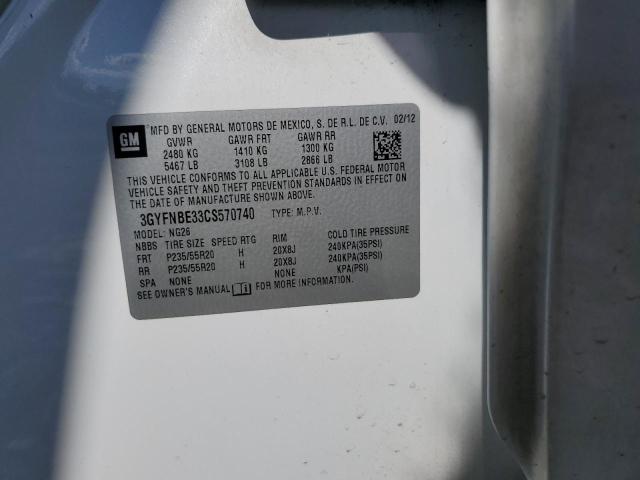 GM
MFD BY GENERAL MOTORS DE MEXICO, S. DE R.L. DE C.V. 02/12
GVWR GAWR FRT GAWR RR
2480 KG 1410 KG 1300 KG
5467 LB 3108 LB 2866 LB
THIS VEHICLE CONFORMS TO ALL APPLICABLE U.S. FEDERAL MOTOR
VEHICLE SAFETY AND THEFT PREVENTION STANDARDS IN EFFECT ON
THE DATE OF MANUFACTURE SHOWN ABOVE.
3GYFNBE33CS570740 TYPE: M.P.V.
MODEL: NG26
NBBS TIRE SIZE SPEED RTG RIM COLD TIRE PRESSURE
FRT P235/55R20 H 20X8J 240KPA(35PSI)
RR P235/55R20 H 20X8J 240KPA(35PSI)
SPA NONE NONE KPA(PSI)
SEE OWNER'S MANUAL i FOR MORE INFORMATION.